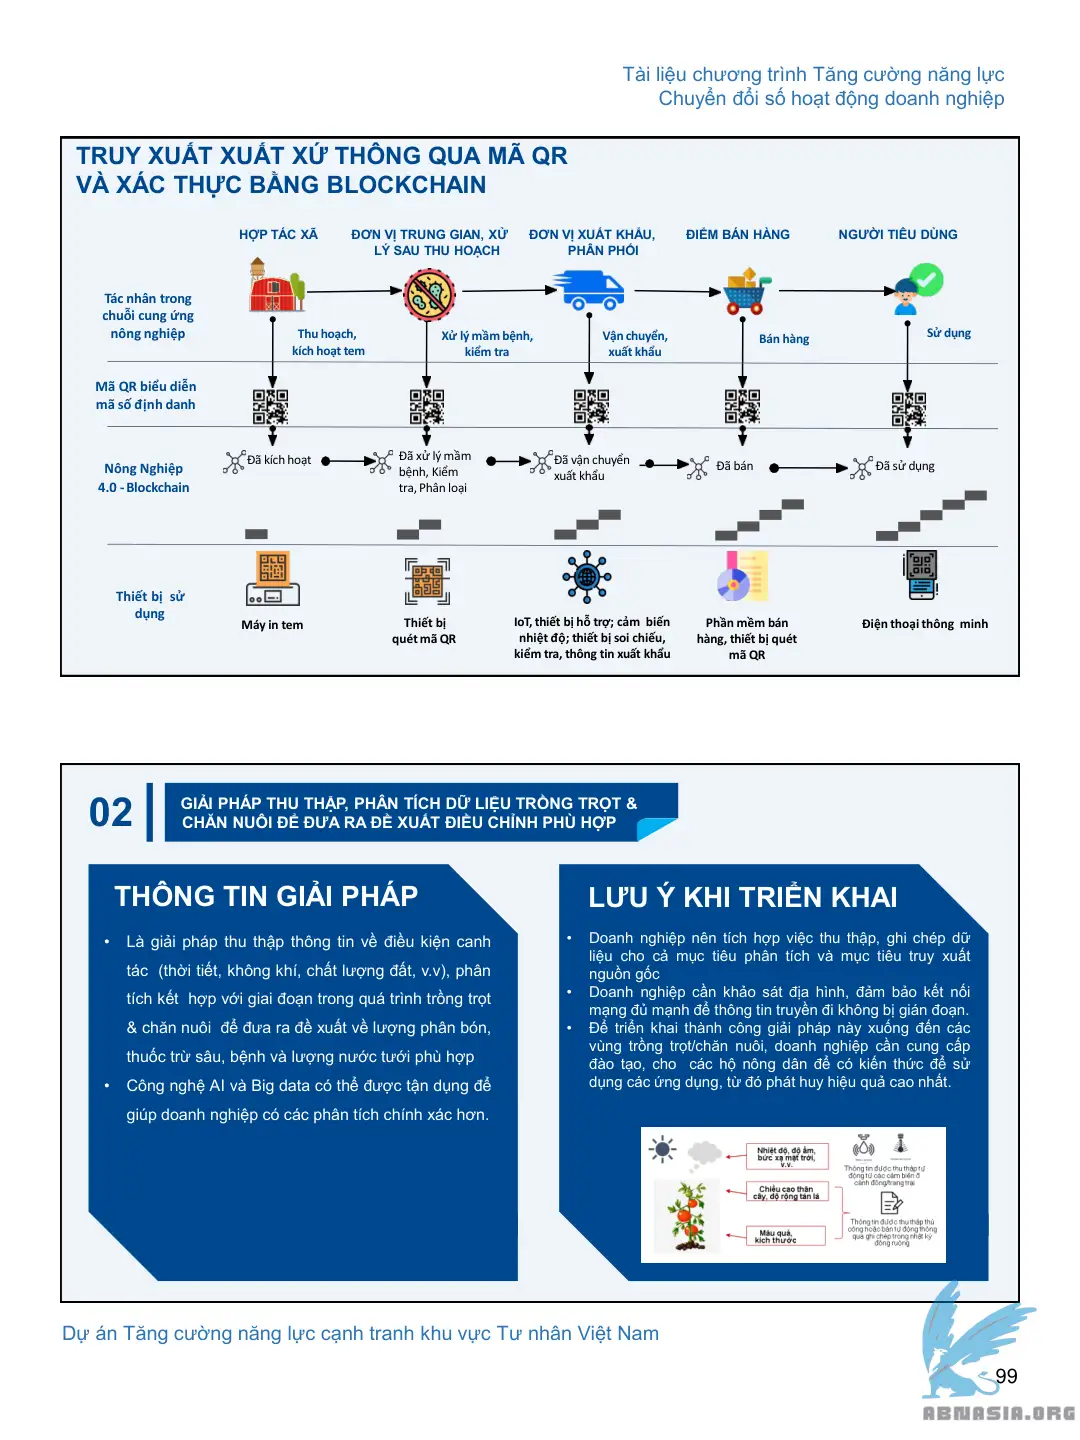 Tài liệu chương trình Tăng cường năng lực
Chuyển đổi số hoạt động doanh nghiệp
TRUY XUẤT XUẤT XỨ THÔNG QUA MÃ QR
VÀ XÁC THỰC BẰNG BLOCKCHAIN
HỢP TÁC XÃ
ĐƠN VỊ TRUNG GIAN, XỬ
LÝ SAU THU HOẠCH
ĐƠN VỊ XUẤT KHẨU,
PHÂN PHỐI
ĐIỂM BÁN HÀNG
NGƯỜI TIÊU DÙNG
Tác nhân trong
chuỗi cung ứng
nông nghiệp
Thu hoạch,
kích hoạt tem
Xử lý mầm bệnh,
kiểm tra
Vận chuyển,
xuất khẩu
Bán hàng
Sử dụng
Mã QR biểu diễn
mã số định danh
Nông Nghiệp
4.0 - Blockchain
Đã kích hoạt
Đã xử lý mầm
bệnh, Kiểm
tra, Phân loại
Đã vận chuyển
xuất khẩu
Đã bán
Đã sử dụng
Thiết bị sử
dụng
Máy in tem
Thiết bị
quét mã QR
IoT, thiết bị hỗ trợ; cảm biến
nhiệt độ; thiết bị soi chiếu,
kiểm tra, thông tin xuất khẩu
Phần mềm bán
hàng, thiết bị quét
mã QR
Điện thoại thông minh
02
GIẢI PHÁP THU THẬP, PHÂN TÍCH DỮ LIỆU TRỒNG TRỌT &
CHĂN NUÔI ĐỂ ĐƯA RA ĐỀ XUẤT ĐIỀU CHỈNH PHÙ HỢP
THÔNG TIN GIẢI PHÁP
• Là giải pháp thu thập thông tin về điều kiện canh
tác (thời tiết, không khí, chất lượng đất, v.v), phân
tích kết hợp với giai đoạn trong quá trình trồng trọt
& chăn nuôi để đưa ra đề xuất về lượng phân bón,
thuốc trừ sâu, bệnh và lượng nước tưới phù hợp
• Công nghệ AI và Big data có thể được tận dụng để
giúp doanh nghiệp có các phân tích chính xác hơn.
LƯU Ý KHI TRIỂN KHAI
• Doanh nghiệp nên tích hợp việc thu thập, ghi chép dữ
liệu cho cả mục tiêu phân tích và mục tiêu truy xuất
nguồn gốc
• Doanh nghiệp cần khảo sát địa hình, đảm bảo kết nối
mạng đủ mạnh để thông tin truyền đi không bị gián đoạn.
• Để triển khai thành công giải pháp này xuống đến các
vùng trồng trọt/chăn nuôi, doanh nghiệp cần cung cấp
đào tạo, cho các hộ nông dân để có kiến thức để sử
dụng các ứng dụng, từ đó phát huy hiệu quả cao nhất.
Nhiệt độ, độ ẩm,
bức xạ mặt trời,
v.v.
Chiều cao thân
cây, độ rộng tán lá
Màu quả,
kích thước
Thông tin được thu thập tự
động từ các cảm biến ở
cánh đồng/trang trại
Thông tin được thu thập thủ
công hoặc bán tự động thông
qua ghi chép trong nhật ký
đồng ruộng
Dự án Tăng cường năng lực cạnh tranh khu vực Tư nhân Việt Nam
99
ABNASIA.ORG